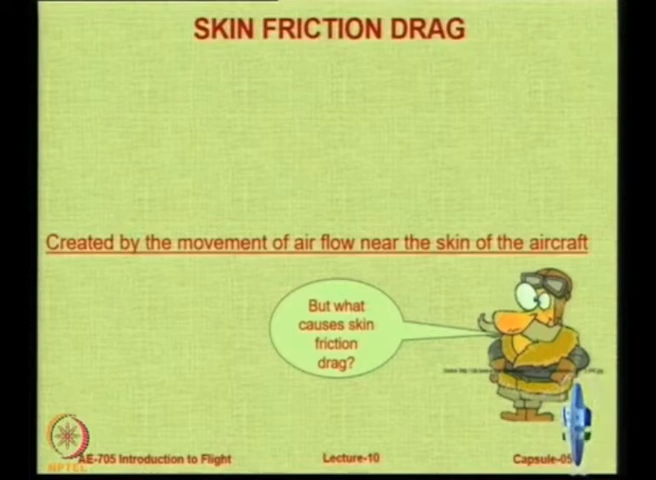 SKIN FRICTION DRAG
Created by the movement of air flow near the skin of the aircraft
But what
causes skin
friction
drag?
NPTEL
AE-705 Introduction to Flight
Lecture-10
Capsule-05